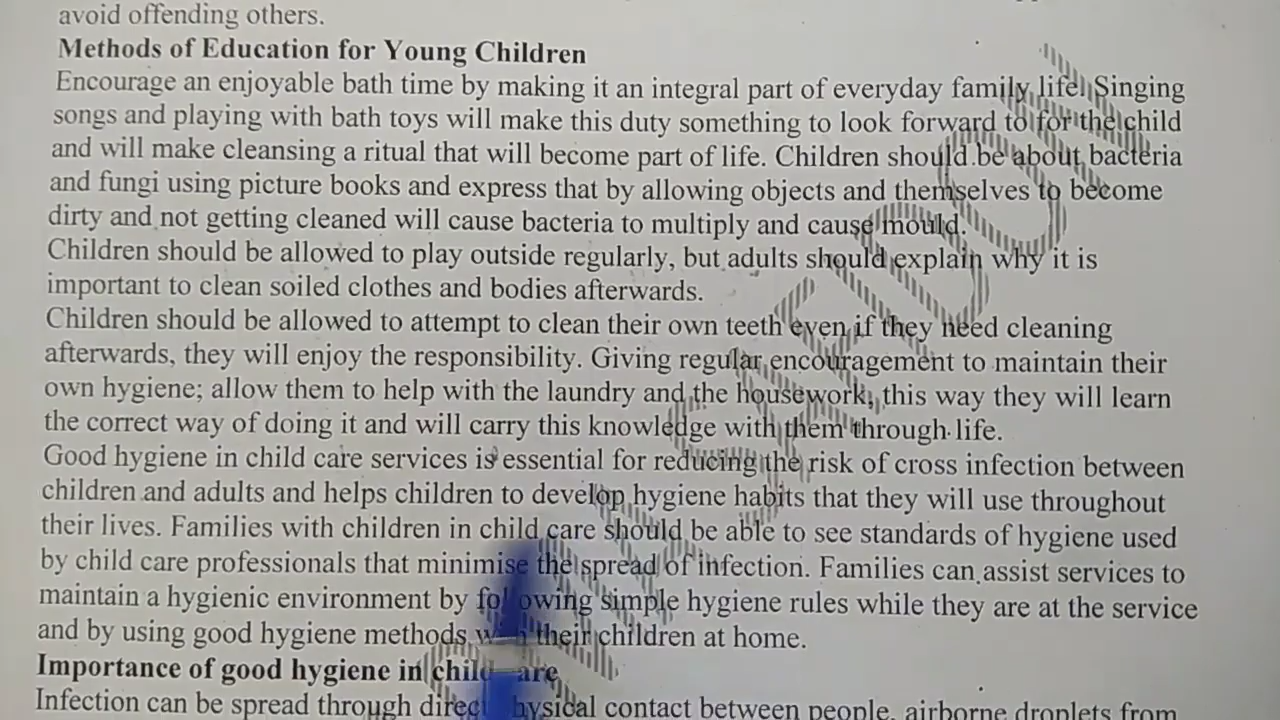 avoid offending others.
Methods of Education for Young Children
Encourage an enjoyable bath time by making it an integral part of everyday family life. Singing
songs and playing with bath toys will make this duty something to look forward to for the child
and will make cleansing a ritual that will become part of life. Children should be about bacteria
and fungi using picture books and express that by allowing objects and themselves to become
dirty and not getting cleaned will cause bacteria to multiply and cause mould.
Children should be allowed to play outside regularly, but adults should explain why it is
important to clean soiled clothes and bodies afterwards.
Children should be allowed to attempt to clean their own teeth even if they need cleaning
afterwards, they will enjoy the responsibility. Giving regular encouragement to maintain their
own hygiene; allow them to help with the laundry and the housework, this way they will learn
the correct way of doing it and will carry this knowledge with them through life.
Good hygiene in child care services is essential for reducing the risk of cross infection between
children and adults and helps children to develop hygiene habits that they will use throughout
their lives. Families with children in child care should be able to see standards of hygiene used
by child care professionals that minimise the spread of infection. Families can assist services to
maintain a hygienic environment by following simple hygiene rules while they are at the service
and by using good hygiene methods their children at home.
Importance of good hygiene in child care
Infection can be spread through direct physical contact between people, airborne droplets from